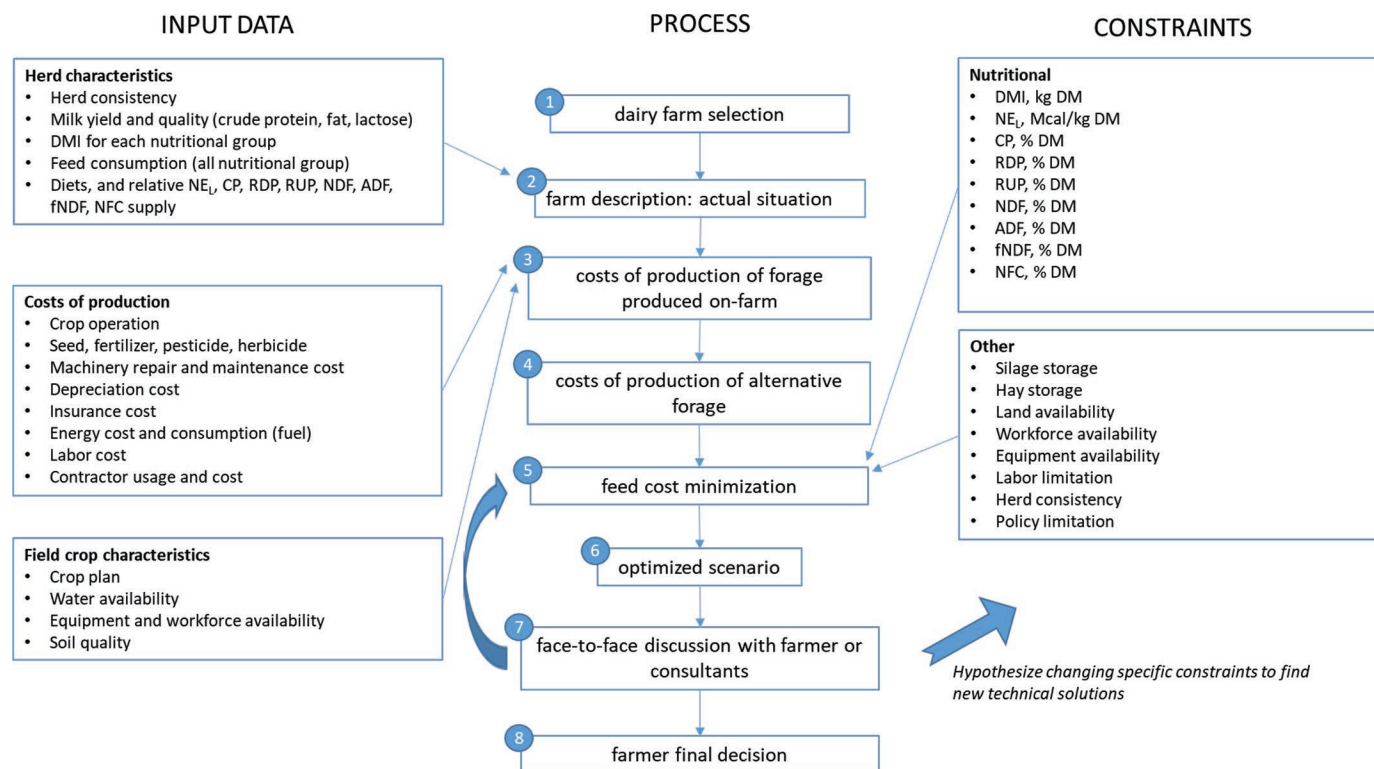 INPUT DATA
Herd characteristics
• Herd consistency
• Milk yield and quality (crude protein, fat, lactose)
• DMI for each nutritional group
• Feed consumption (all nutritional group)
• Diets, and relative NEL, CP, RDP, RUP, NDF, ADF,
fNDF, NFC supply
Costs of production
• Crop operation
• Seed, fertilizer, pesticide, herbicide
• Machinery repair and maintenance cost
• Depreciation cost
• Insurance cost
• Energy cost and consumption (fuel)
• Labor cost
• Contractor usage and cost
Field crop characteristics
• Crop plan
• Water availability
• Equipment and workforce availability
• Soil quality
PROCESS
1
dairy farm selection
2
farm description: actual situation
3
costs of production of forage
produced on-farm
4
costs of production of alternative
forage
5
feed cost minimization
6
optimized scenario
7
face-to-face discussion with farmer or
consultants
8
farmer final decision
CONSTRAINTS
Nutritional
• DMI, kg DM
• NEL, Mcal/kg DM
• CP, % DM
• RDP, % DM
• RUP, % DM
• NDF, % DM
• ADF, % DM
• fNDF, % DM
• NFC, % DM
Other
• Silage storage
• Hay storage
• Land availability
• Workforce availability
• Equipment availability
• Labor limitation
• Herd consistency
• Policy limitation
Hypothesize changing specific constraints to find
new technical solutions